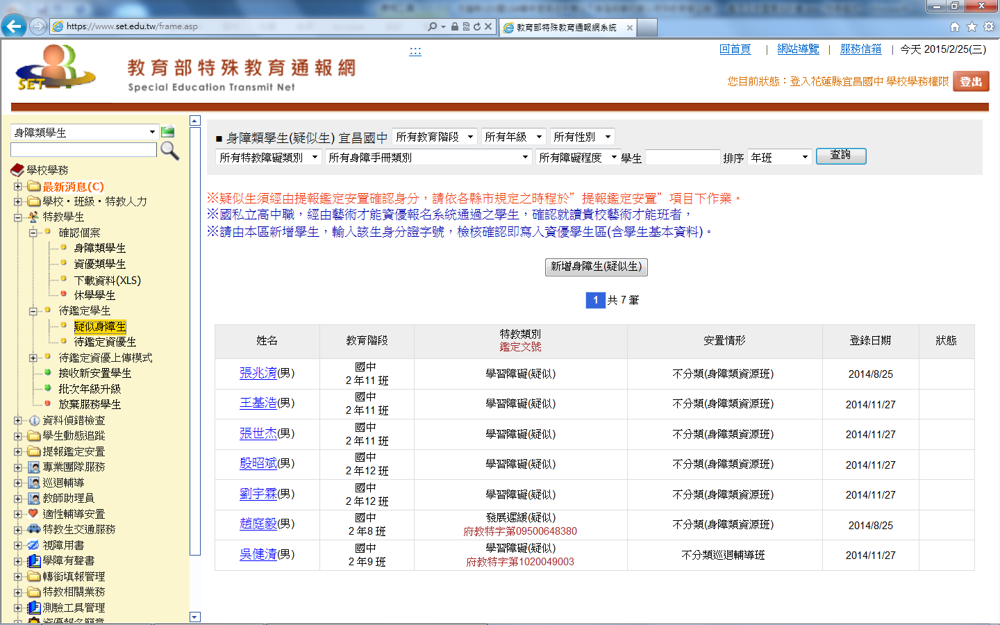 https://www.set.edu.tw/frame.asp
教育部特殊教育通報網系統
SET
教育部特殊教育通報網
Special Education Transmit Net
:::
回首頁 | 網站導覽 | 服務信箱 | 今天 2015/2/25(三)
您目前狀態：登入花蓮縣宜昌國中 學校學務權限 登出
身障類學生
學校學務
最新消息(C)
學校‧班級‧特教人力
特教學生
確認個案
身障類學生
資優類學生
下載資料(XLS)
休學學生
待鑑定學生
疑似身障生
待鑑定資優生
待鑑定資優上傳模式
接收新安置學生
批次年級升級
放棄服務學生
資料偵錯檢查
學生動態追蹤
提報鑑定安置
專業團隊服務
巡迴輔導
教師助理員
適性輔導安置
特教生交通服務
視障用書
學障有聲書
轉銜填報管理
特教相關業務
測驗工具管理
資優報名簡章
■ 身障類學生(疑似生) 宜昌國中 所有教育階段 所有年級 所有性別
所有特教障礙類別 所有身障手冊類別 所有障礙程度 學生 排序 年班 查詢
※疑似生須經由提報鑑定安置確認身分，請依各縣市規定之時程於”提報鑑定安置”項目下作業。
※國私立高中職，經由藝術才能資優報名系統通過之學生，確認就讀貴校藝術才能班者，
※請由本區新增學生，輸入該生身分證字號，檢核確認即寫入資優學生區(含學生基本資料)。
新增身障生(疑似生)
1 共 7 筆
姓名 教育階段 特教類別 鑑定文號 安置情形 登錄日期 狀態
張兆淯(男) 國中 2 年11 班 學習障礙(疑似) 不分類(身障類資源班) 2014/8/25
王基浩(男) 國中 2 年11 班 學習障礙(疑似) 不分類(身障類資源班) 2014/11/27
張世杰(男) 國中 2 年11 班 學習障礙(疑似) 不分類(身障類資源班) 2014/11/27
殷昭斌(男) 國中 2 年12 班 學習障礙(疑似) 不分類(身障類資源班) 2014/11/27
劉宇霖(男) 國中 2 年12 班 學習障礙(疑似) 不分類(身障類資源班) 2014/11/27
趙庭毅(男) 國中 2 年8 班 發展遲緩(疑似) 府教特字第09500648380 不分類(身障類資源班) 2014/8/25
吳健清(男) 國中 2 年9 班 學習障礙(疑似) 府教特字第1020049003 不分類巡迴輔導班 2014/11/27